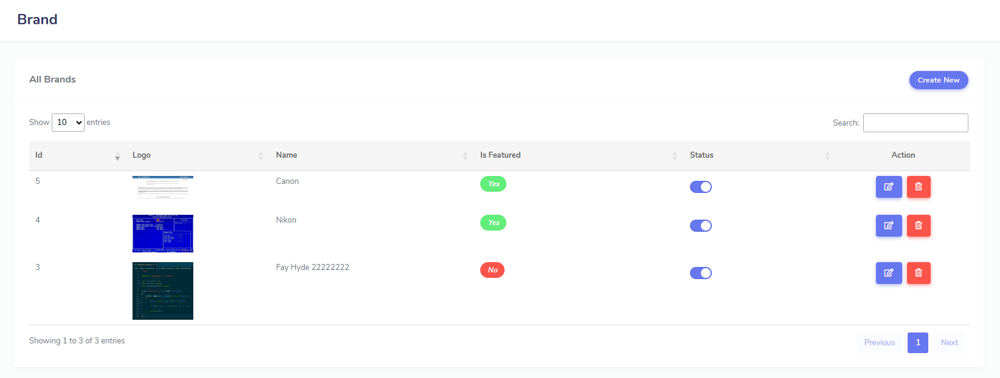 Brand
All Brands
Create New
Show 10 entries
Search:
Id Logo Name Is Featured Status Action
5 Canon Yes
4 Nikon Yes
3 Fay Hyde 22222222 No
Showing 1 to 3 of 3 entries
Previous 1 Next